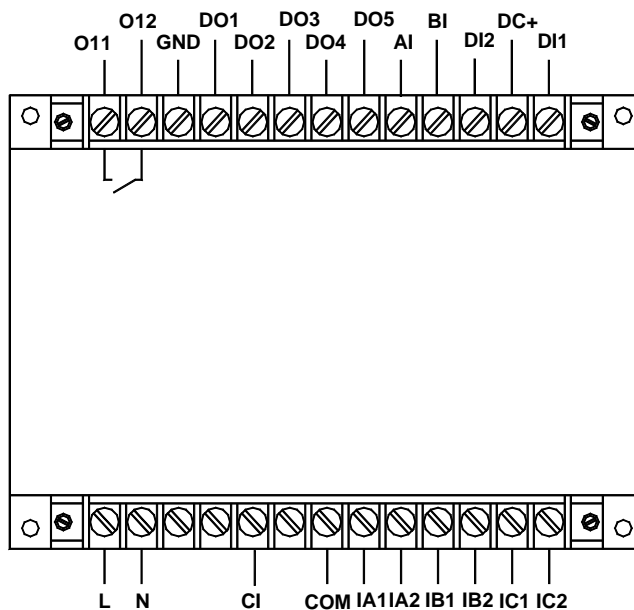 O12 DO1 DO3 DO5 BI DC+
O11 GND DO2 DO4 AI DI2 DI1
L N CI COM IA1 IA2 IB1 IB2 IC1 IC2